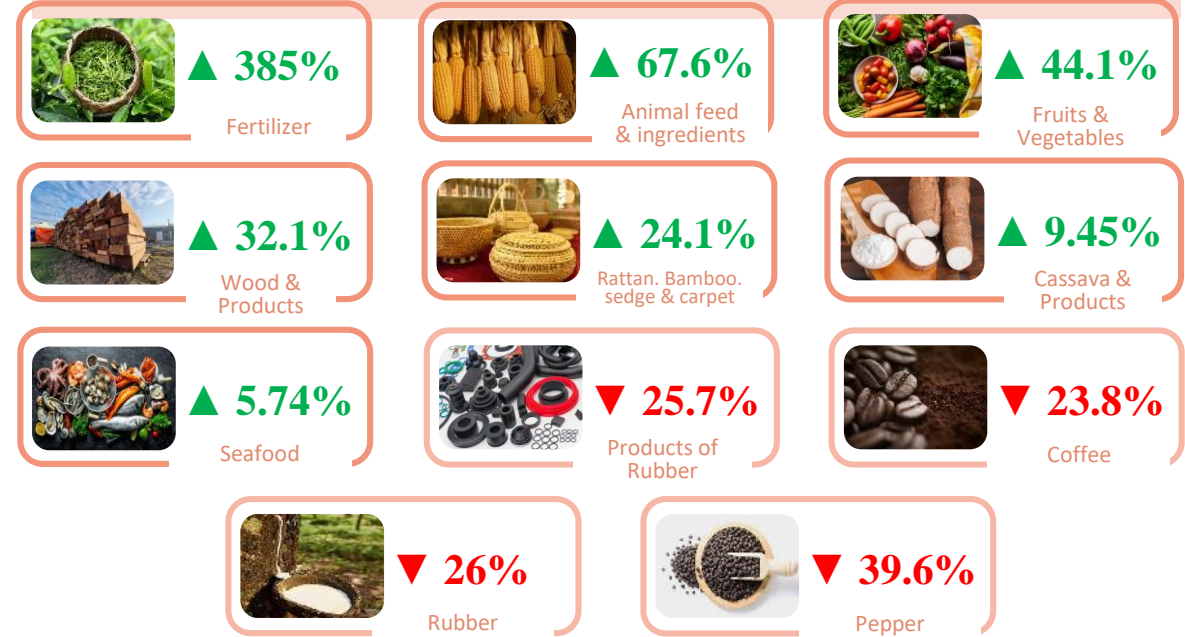 ▲ 385%
Fertilizer
▲ 67.6%
Animal feed
& ingredients
▲ 44.1%
Fruits &
Vegetables
▲ 32.1%
Wood &
Products
▲ 24.1%
Rattan. Bamboo.
sedge & carpet
▲ 9.45%
Cassava &
Products
▲ 5.74%
Seafood
▼ 25.7%
Products of
Rubber
▼ 23.8%
Coffee
▼ 26%
Rubber
▼ 39.6%
Pepper